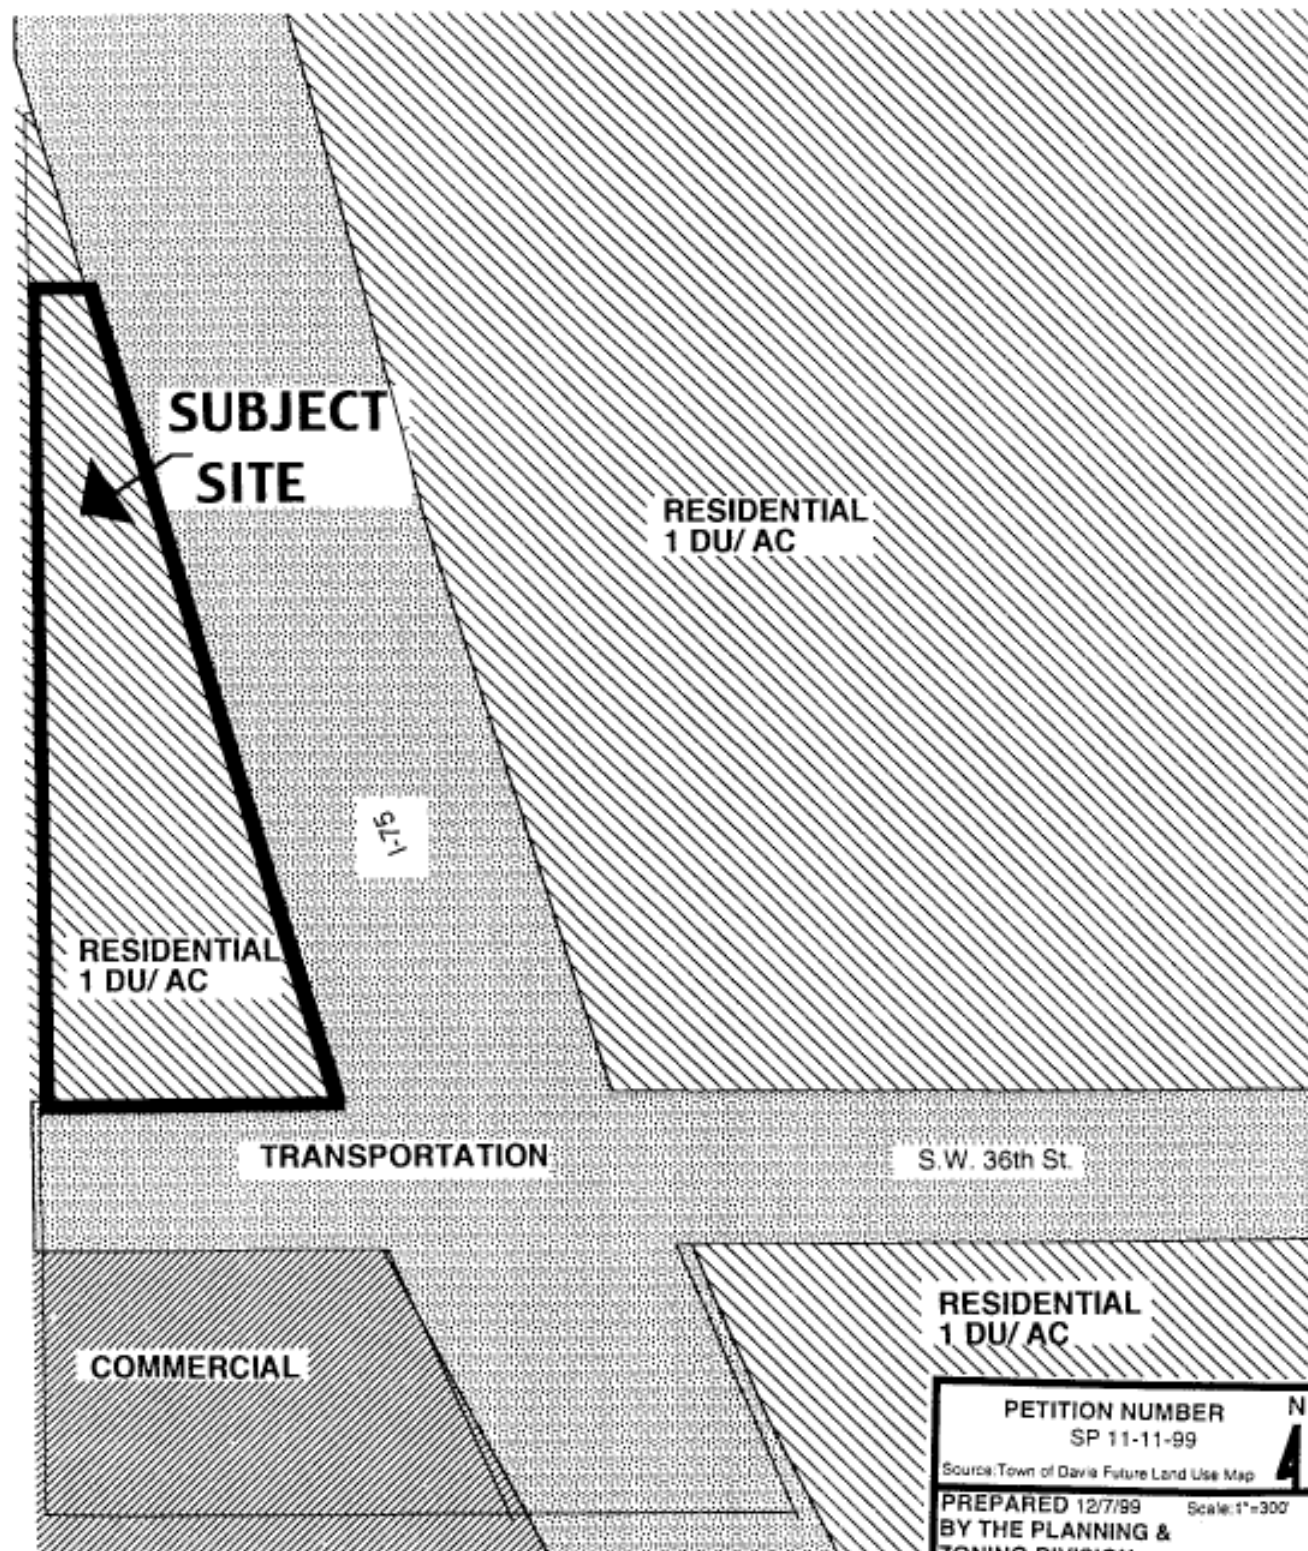 SUBJECT
SITE
RESIDENTIAL
1 DU/ AC
I-75
RESIDENTIAL
1 DU/ AC
TRANSPORTATION
S.W. 36th St.
RESIDENTIAL
1 DU/ AC
COMMERCIAL
PETITION NUMBER
N
SP 11-11-99
Source:Town of Davie Future Land Use Map
PREPARED 12/7/99 Scale:1"=300'
BY THE PLANNING &
ZONING DIVISION